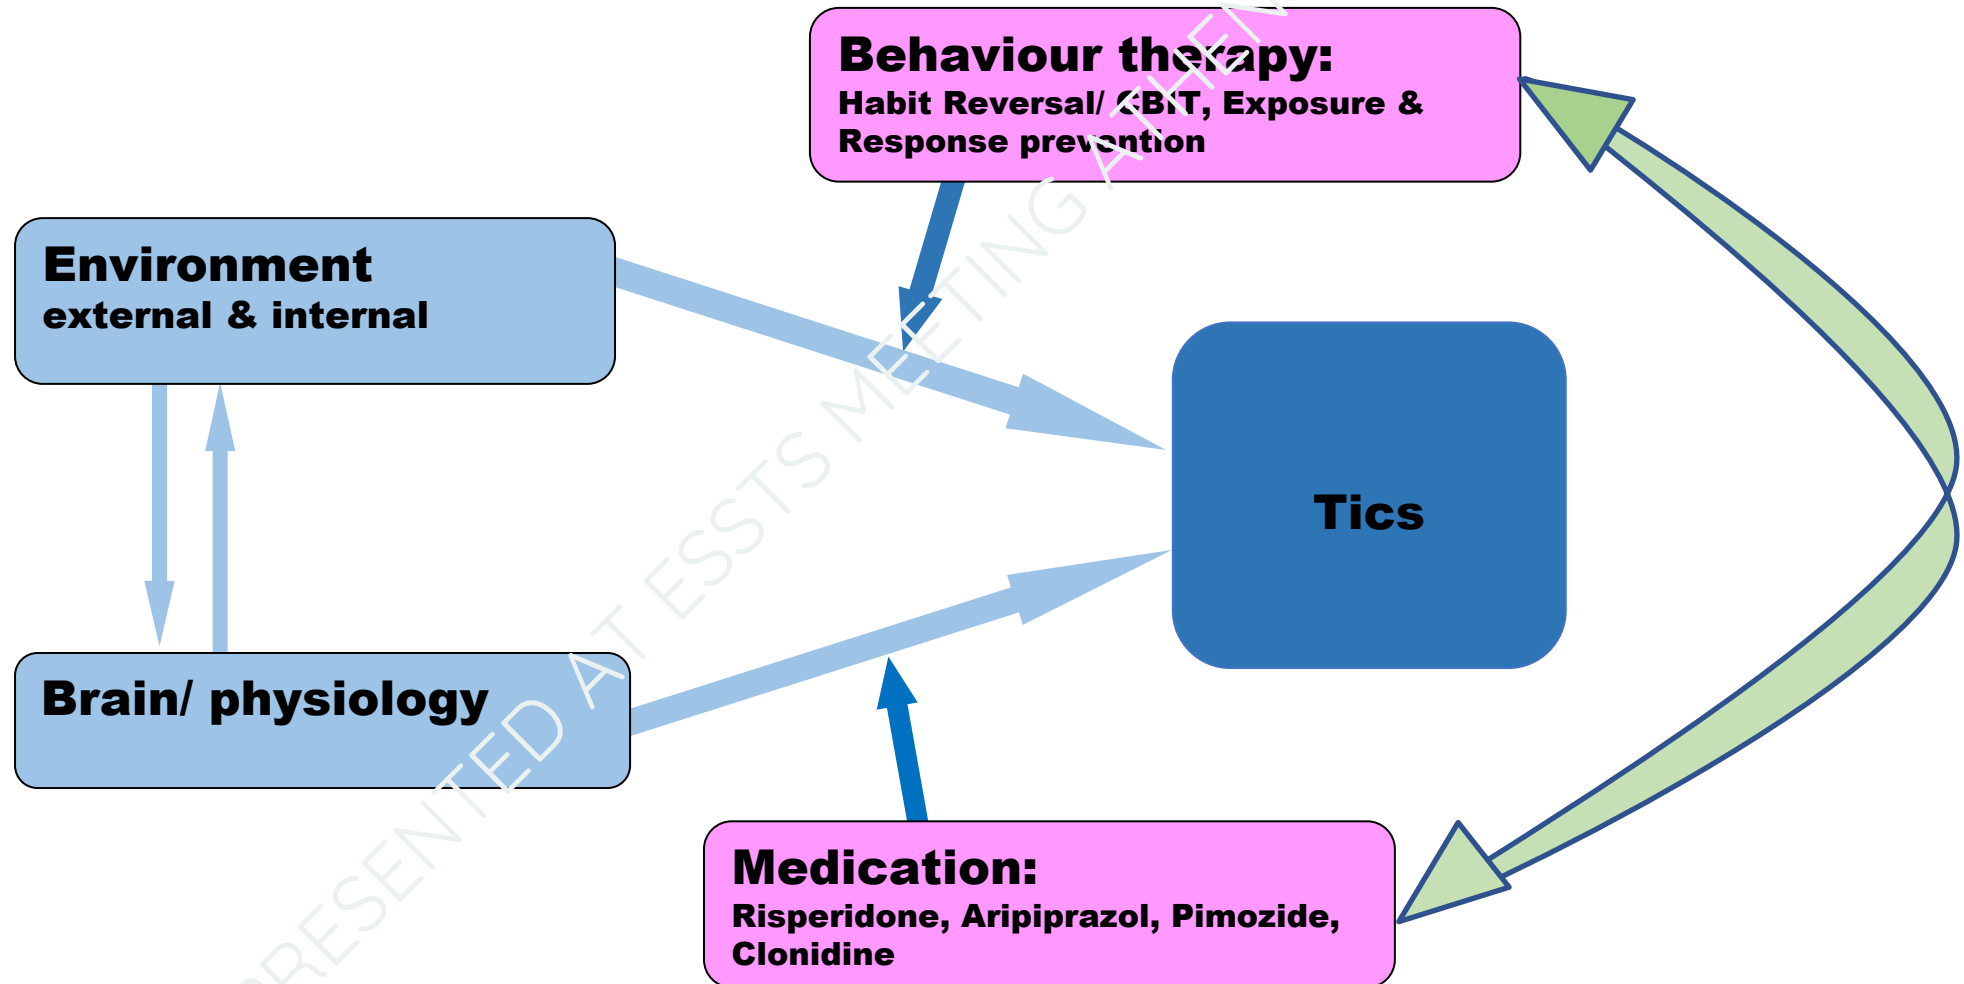 Behaviour therapy:
Habit Reversal/ CBIT, Exposure &
Response prevention
Environment
external & internal
Tics
Brain/ physiology
Medication:
Risperidone, Aripiprazol, Pimozide,
Clonidine
PRESENTED AT ESSTS MEETING ATHEN